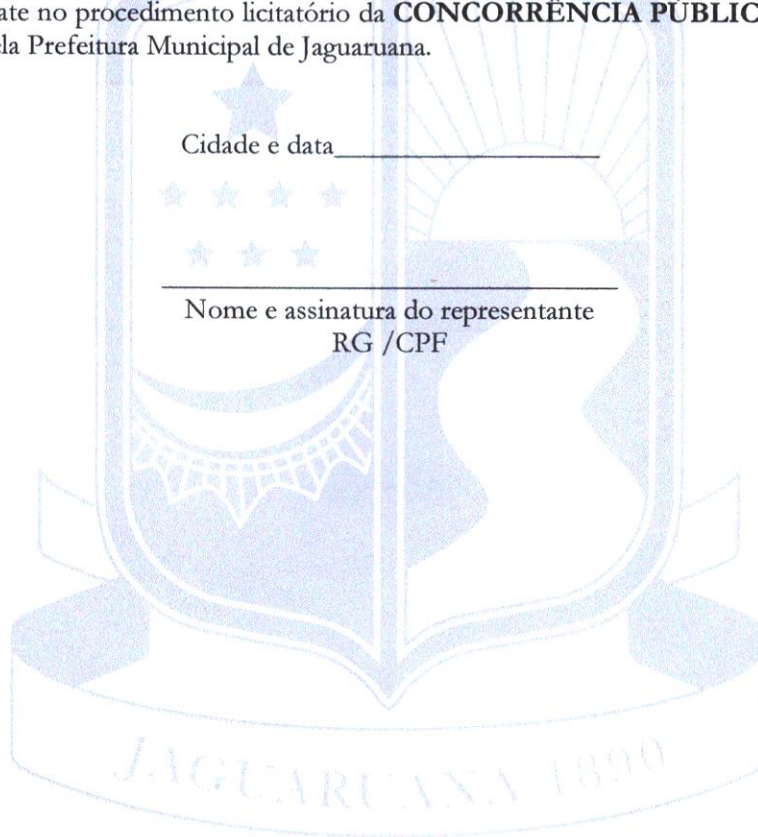 ate no procedimento licitatório da CONCORRÊNCIA PÚBLIC
ela Prefeitura Municipal de Jaguaruana.
Cidade e data
Nome e assinatura do representante
RG /CPF
JAGUARUANA 1890